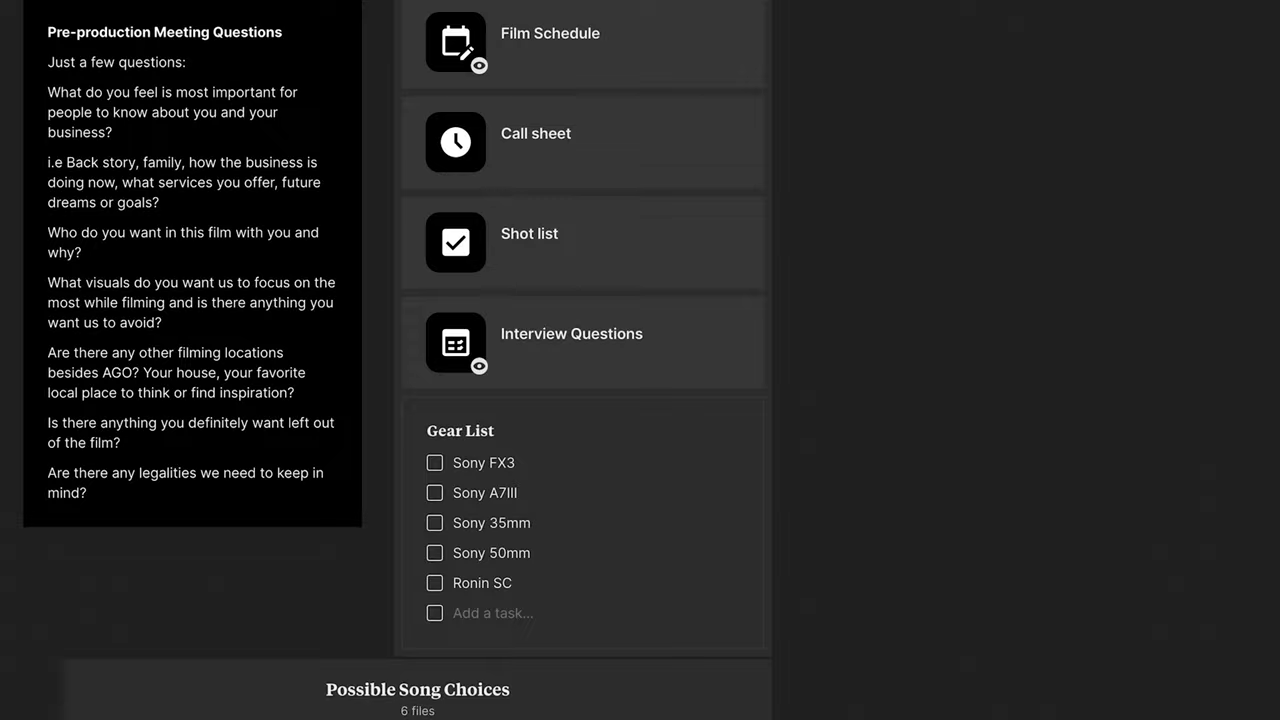 Pre-production Meeting Questions
Just a few questions:
What do you feel is most important for
people to know about you and your
business?
i.e Back story, family, how the business is
doing now, what services you offer, future
dreams or goals?
Who do you want in this film with you and
why?
What visuals do you want us to focus on the
most while filming and is there anything you
want us to avoid?
Are there any other filming locations
besides AGO? Your house, your favorite
local place to think or find inspiration?
Is there anything you definitely want left out
of the film?
Are there any legalities we need to keep in
mind?
Film Schedule
Call sheet
Shot list
Interview Questions
Gear List
Sony FX3
Sony A7III
Sony 35mm
Sony 50mm
Ronin SC
Add a task...
Possible Song Choices
6 files